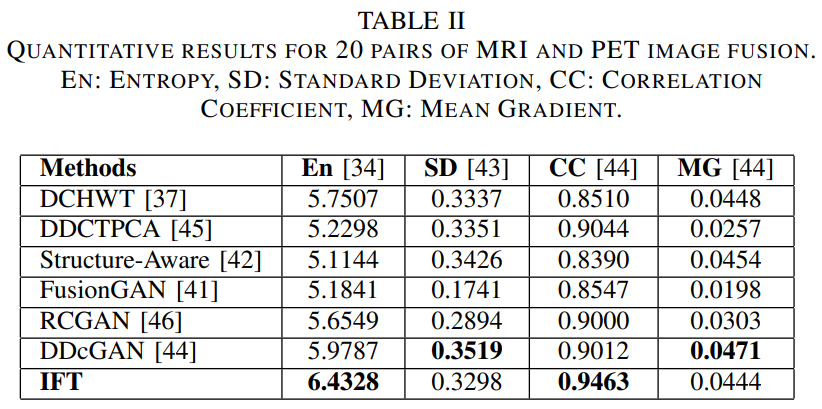 TABLE II
QUANTITATIVE RESULTS FOR 20 PAIRS OF MRI AND PET IMAGE FUSION.
EN: ENTROPY, SD: STANDARD DEVIATION, CC: CORRELATION
COEFFICIENT, MG: MEAN GRADIENT.
Methods En [34] SD [43] CC [44] MG [44]
DCHWT [37] 5.7507 0.3337 0.8510 0.0448
DDCTPCA [45] 5.2298 0.3351 0.9044 0.0257
Structure-Aware [42] 5.1144 0.3426 0.8390 0.0454
FusionGAN [41] 5.1841 0.1741 0.8547 0.0198
RCGAN [46] 5.6549 0.2894 0.9000 0.0303
DDcGAN [44] 5.9787 0.3519 0.9012 0.0471
IFT 6.4328 0.3298 0.9463 0.0444